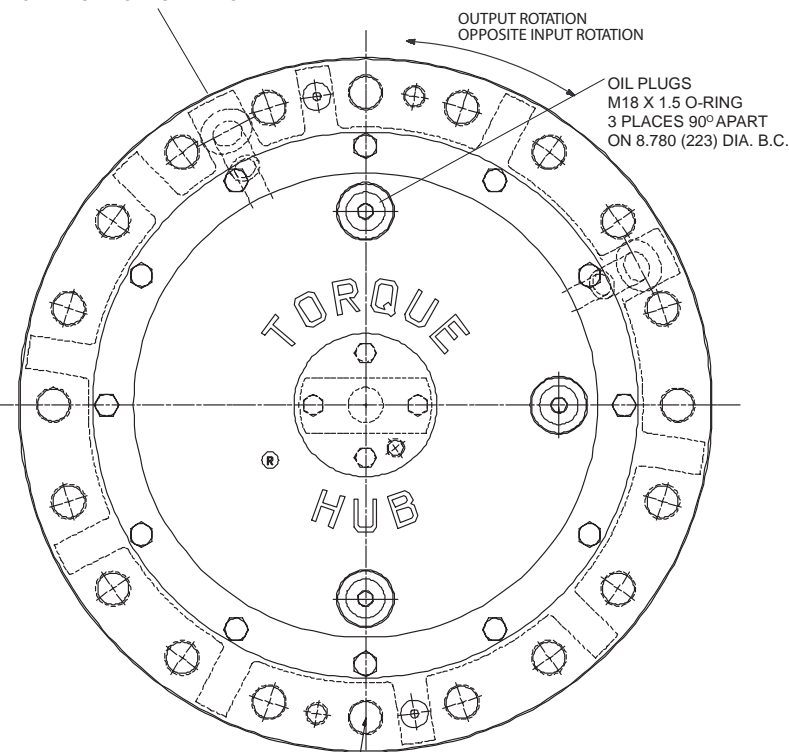 OUTPUT ROTATION
OPPOSITE INPUT ROTATION
OIL PLUGS
M18 X 1.5 O-RING
3 PLACES 90° APART
ON 8.780 (223) DIA. B.C.
TORQUE
®
HUB